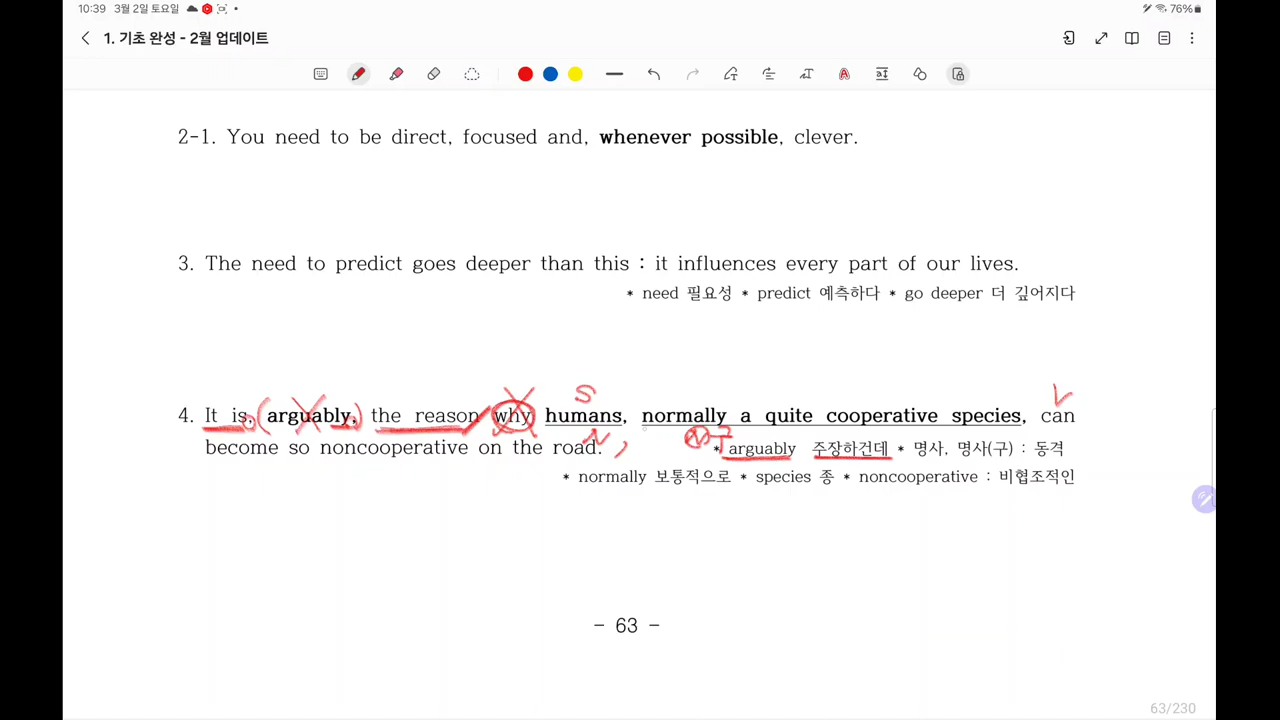 10:39 3월 2일 토요일
76%
1. 기초 완성 - 2월 업데이트
2-1. You need to be direct, focused and, whenever possible, clever.
3. The need to predict goes deeper than this : it influences every part of our lives.
* need 필요성 * predict 예측하다 * go deeper 더 깊어지다
S V
4. It is, arguably, the reason why humans, normally a quite cooperative species, can
N ,
become so noncooperative on the road. * arguably 주장하건데 * 명사, 명사(구) : 동격
* normally 보통적으로 * species 종 * noncooperative : 비협조적인
- 63 -
63/230